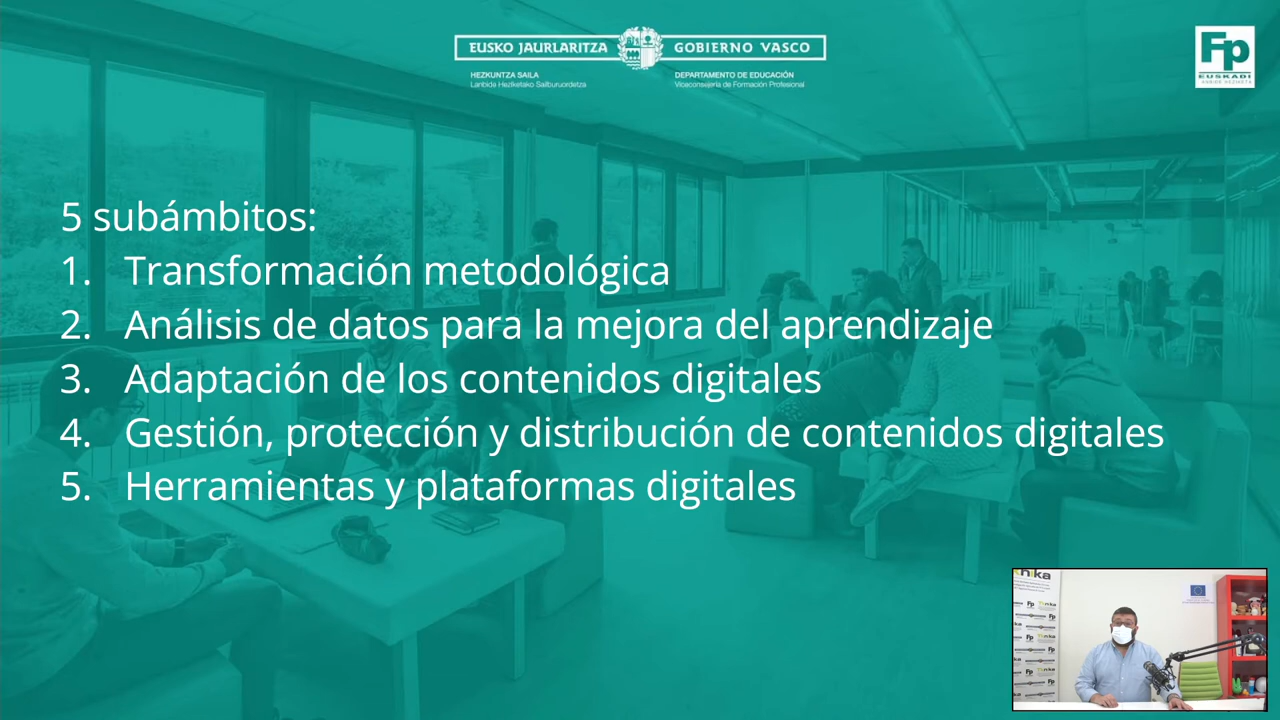 EUSKO JAURLARITZA
GOBIERNO VASCO
HEZKUNTZA SAILA
Lanbide Heziketako Sailburuordetza
DEPARTAMENTO DE EDUCACIÓN
Viceconsejería de Formación Profesional
Fp
EUSKADI
5 subámbitos:
1. Transformación metodológica
2. Análisis de datos para la mejora del aprendizaje
3. Adaptación de los contenidos digitales
4. Gestión, protección y distribución de contenidos digitales
5. Herramientas y plataformas digitales